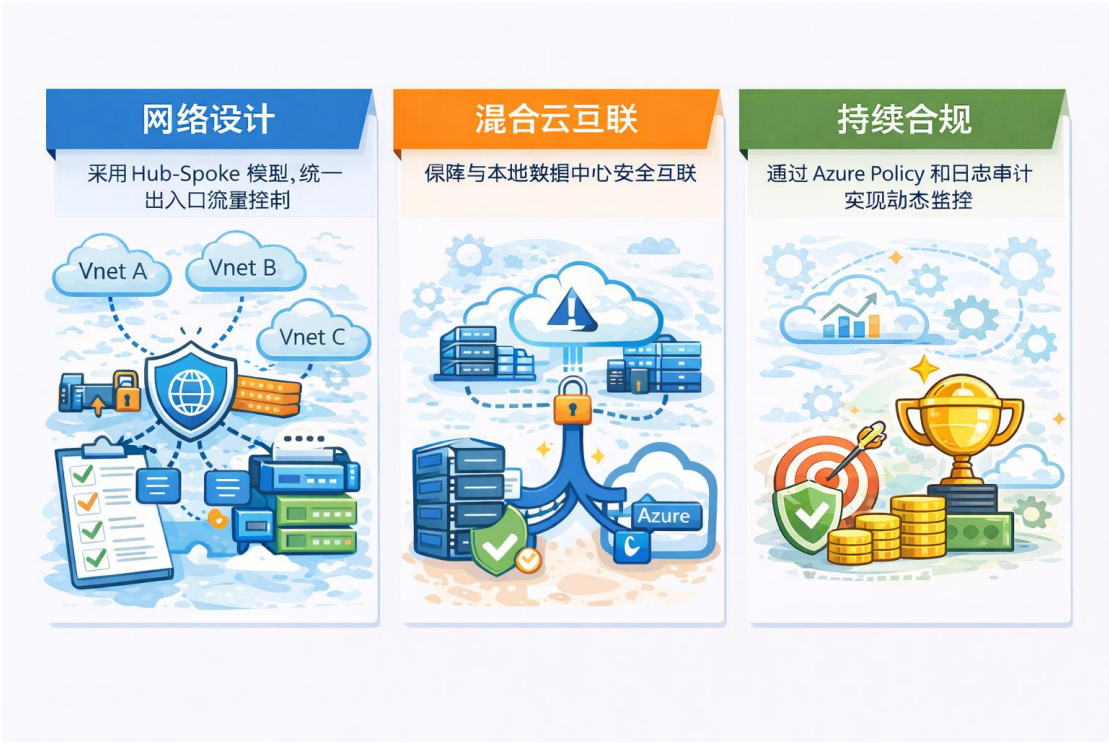 网络设计
采用 Hub-Spoke 模型,统一
出入口流量控制
Vnet A
Vnet B
Vnet C
混合云互联
保障与本地数据中心安全互联
Azure
持续合规
通过 Azure Policy 和日志审计
实现动态监控